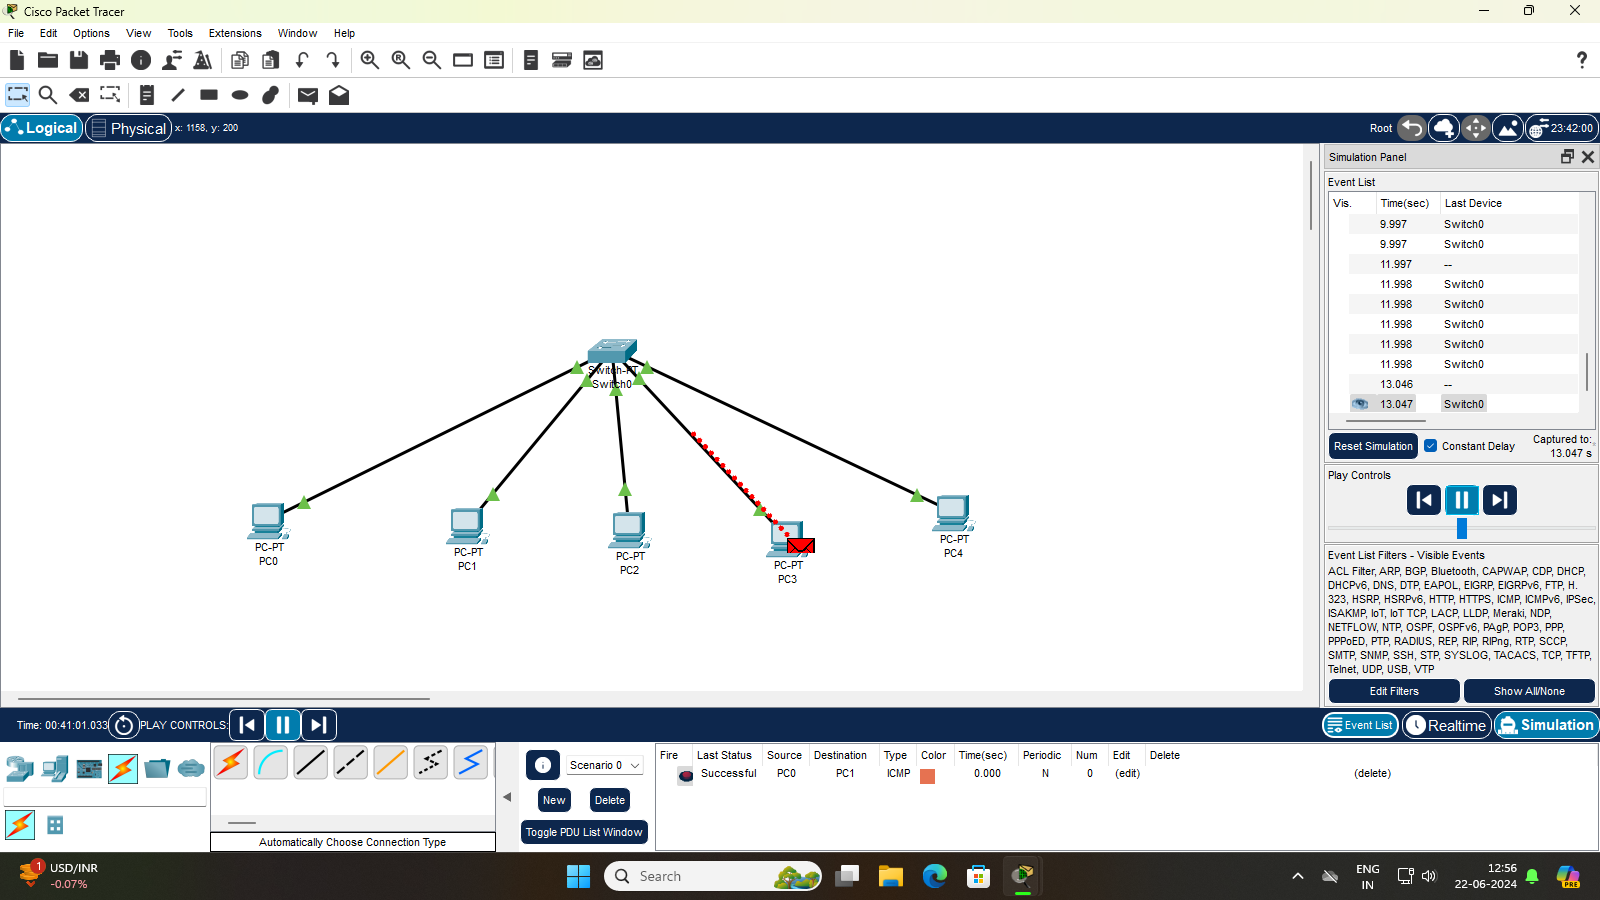 Cisco Packet Tracer
File Edit Options View Tools Extensions Window Help
Logical Physical x: 1158, y: 200 Root 23:42:00
Simulation Panel
Event List
Vis. Time(sec) Last Device
9.997 Switch0
9.997 Switch0
11.997 --
11.998 Switch0
11.998 Switch0
11.998 Switch0
11.998 Switch0
11.998 Switch0
13.046 --
13.047 Switch0
Reset Simulation Constant Delay Captured to:
13.047 s
Play Controls
Event List Filters - Visible Events
ACL Filter, ARP, BGP, Bluetooth, CAPWAP, CDP, DHCP,
DHCPv6, DNS, DTP, EAPOL, EIGRP, EIGRPv6, FTP, H.
323, HSRP, HSRPv6, HTTP, HTTPS, ICMP, ICMPv6, IPSec,
ISAKMP, IoT, IoT TCP, LACP, LLDP, Meraki, NDP,
NETFLOW, NTP, OSPF, OSPFv6, PAgP, POP3, PPP,
PPPoED, PTP, RADIUS, REP, RIP, RIPng, RTP, SCCP,
SMTP, SNMP, SSH, STP, SYSLOG, TACACS, TCP, TFTP,
Telnet, UDP, USB, VTP
Edit Filters Show All/None
Switch-PT
Switch0
PC-PT
PC0
PC-PT
PC1
PC-PT
PC2
PC-PT
PC3
PC-PT
PC4
Time: 00:41:01.033 PLAY CONTROLS: Event List Realtime Simulation
Scenario 0
New Delete
Toggle PDU List Window
Fire Last Status Source Destination Type Color Time(sec) Periodic Num Edit Delete
Successful PC0 PC1 ICMP 0.000 N 0 (edit) (delete)
Automatically Choose Connection Type
1 USD/INR
-0.07%
Search
PRE
ENG
IN
12:56
22-06-2024